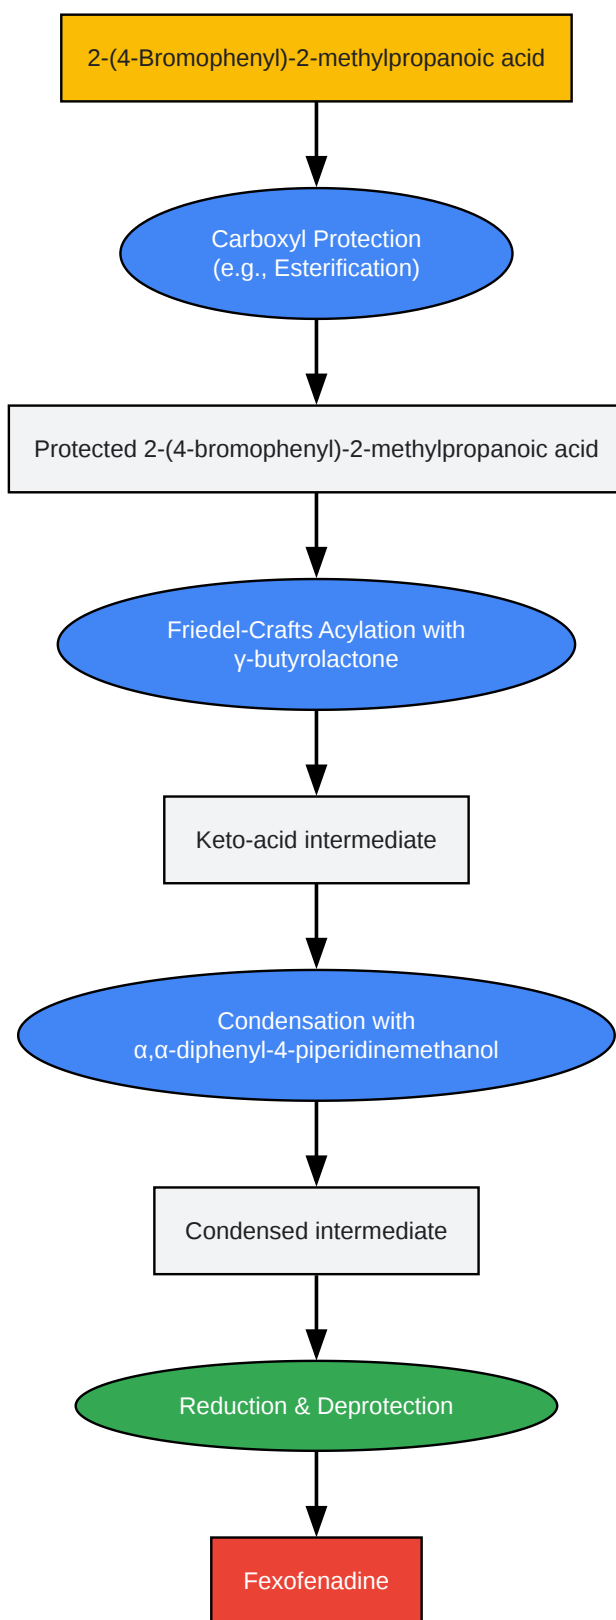 2-(4-Bromophenyl)-2-methylpropanoic acid
Carboxyl Protection
(e.g., Esterification)
Protected 2-(4-bromophenyl)-2-methylpropanoic acid
Friedel-Crafts Acylation with
γ-butyrolactone
Keto-acid intermediate
Condensation with
α,α-diphenyl-4-piperidinemethanol
Condensed intermediate
Reduction & Deprotection
Fexofenadine